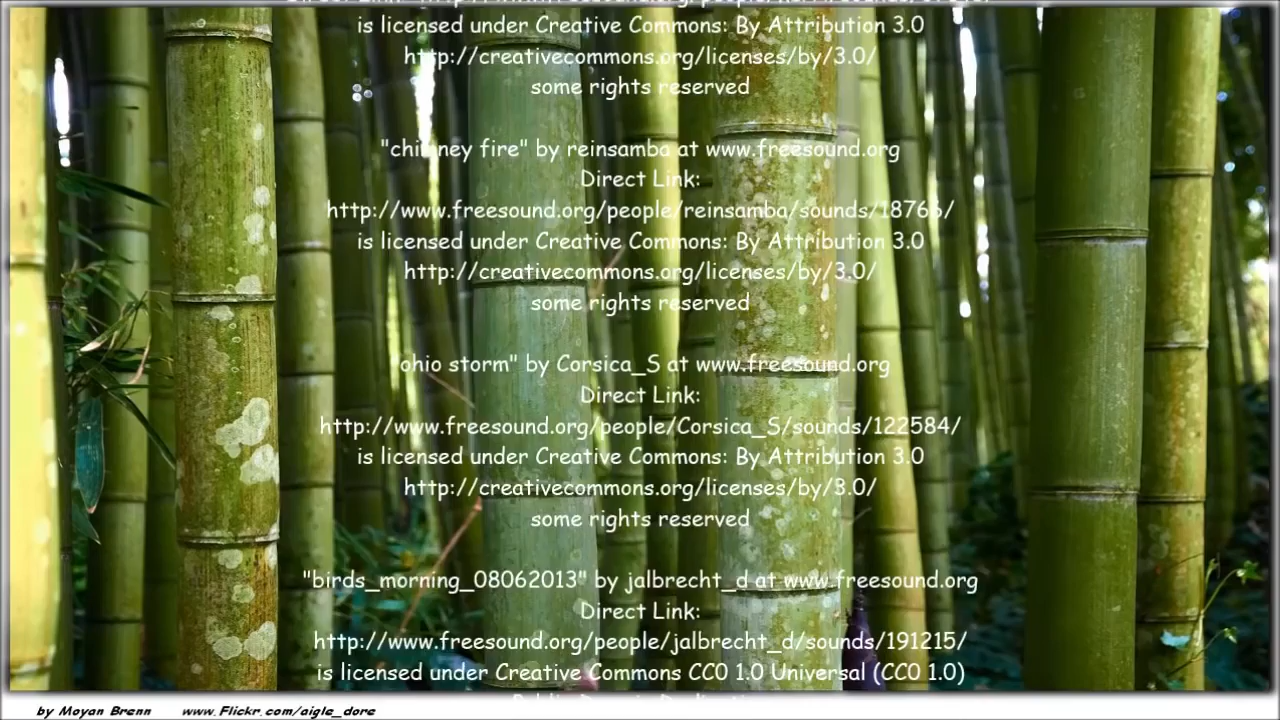 is licensed under Creative Commons: By Attribution 3.0
http://creativecommons.org/licenses/by/3.0/
some rights reserved
"chimney fire" by reinsamba at www.freesound.org
Direct Link:
http://www.freesound.org/people/reinsamba/sounds/18766/
is licensed under Creative Commons: By Attribution 3.0
http://creativecommons.org/licenses/by/3.0/
some rights reserved
"ohio storm" by Corsica_S at www.freesound.org
Direct Link:
http://www.freesound.org/people/Corsica_S/sounds/122584/
is licensed under Creative Commons: By Attribution 3.0
http://creativecommons.org/licenses/by/3.0/
some rights reserved
"birds_morning_08062013" by jalbrecht_d at www.freesound.org
Direct Link:
http://www.freesound.org/people/jalbrecht_d/sounds/191215/
is licensed under Creative Commons CC0 1.0 Universal (CC0 1.0)
by Moyan Brenn www.Flickr.com/aigle_dore